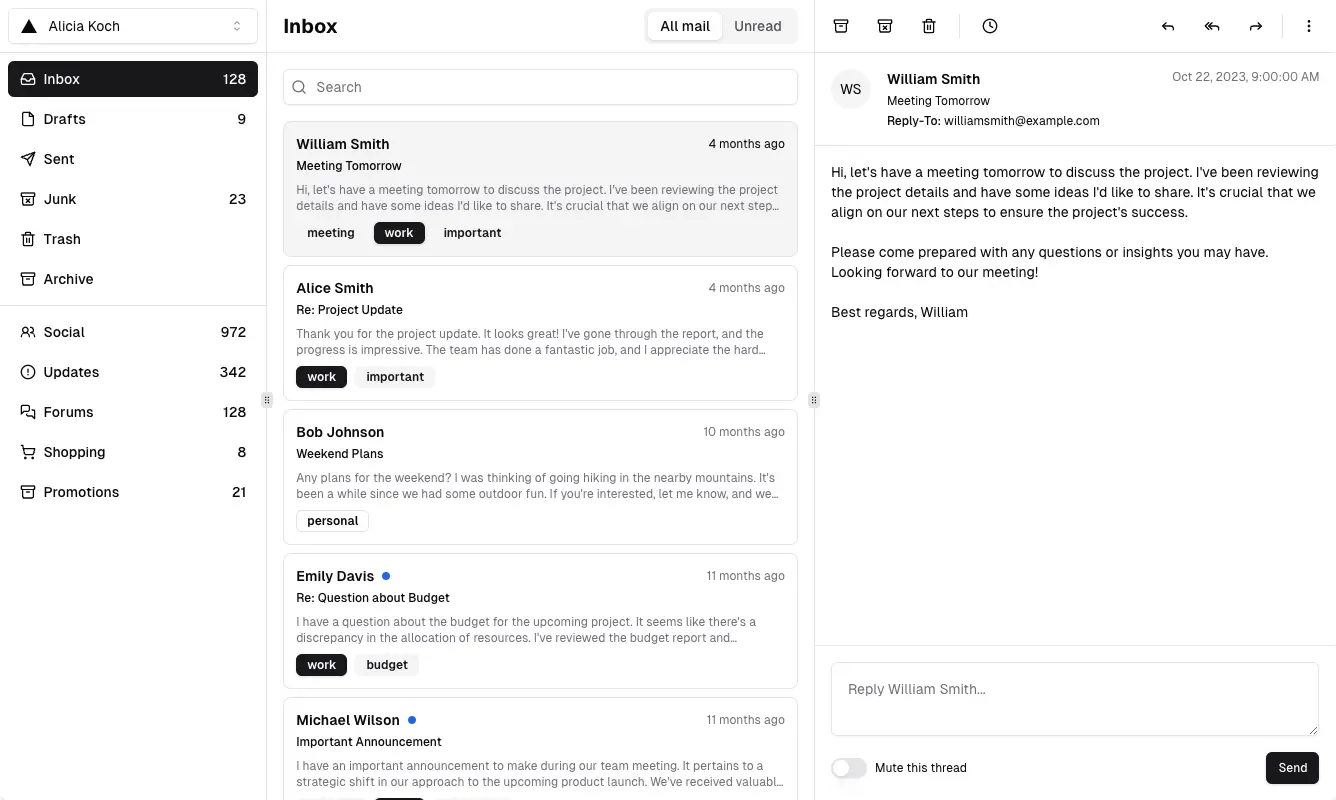 Alicia Koch
Inbox 128
Drafts 9
Sent
Junk 23
Trash
Archive
Social 972
Updates 342
Forums 128
Shopping 8
Promotions 21
Inbox
All mail Unread
Search
William Smith 4 months ago
Meeting Tomorrow
Hi, let's have a meeting tomorrow to discuss the project. I've been reviewing the project
details and have some ideas I'd like to share. It's crucial that we align on our next step…
meeting work important
Alice Smith 4 months ago
Re: Project Update
Thank you for the project update. It looks great! I've gone through the report, and the
progress is impressive. The team has done a fantastic job, and I appreciate the hard…
work important
Bob Johnson 10 months ago
Weekend Plans
Any plans for the weekend? I was thinking of going hiking in the nearby mountains. It's
been a while since we had some outdoor fun. If you're interested, let me know, and we…
personal
Emily Davis 11 months ago
Re: Question about Budget
I have a question about the budget for the upcoming project. It seems like there's a
discrepancy in the allocation of resources. I've reviewed the budget report and…
work budget
Michael Wilson 11 months ago
Important Announcement
I have an important announcement to make during our team meeting. It pertains to a
strategic shift in our approach to the upcoming product launch. We've received valuabl…
WS
William Smith Oct 22, 2023, 9:00:00 AM
Meeting Tomorrow
Reply-To: williamsmith@example.com
Hi, let's have a meeting tomorrow to discuss the project. I've been reviewing
the project details and have some ideas I'd like to share. It's crucial that we
align on our next steps to ensure the project's success.
Please come prepared with any questions or insights you may have.
Looking forward to our meeting!
Best regards, William
Reply William Smith...
Mute this thread Send